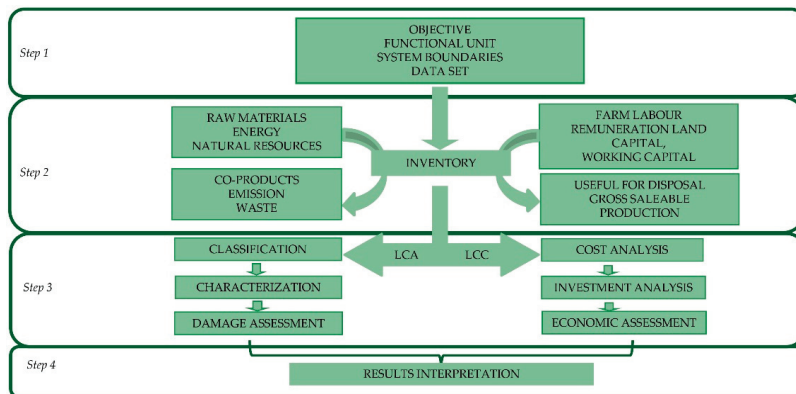 Step 1
OBJECTIVE
FUNCTIONAL UNIT
SYSTEM BOUNDARIES
DATA SET
Step 2
RAW MATERIALS
ENERGY
NATURAL RESOURCES
FARM LABOUR
REMUNERATION LAND
CAPITAL,
WORKING CAPITAL
INVENTORY
CO-PRODUCTS
EMISSION
WASTE
USEFUL FOR DISPOSAL
GROSS SALEABLE
PRODUCTION
Step 3
CLASSIFICATION
LCA
LCC
COST ANALYSIS
CHARACTERIZATION
INVESTMENT ANALYSIS
DAMAGE ASSESSMENT
ECONOMIC ASSESSMENT
Step 4
RESULTS INTERPRETATION